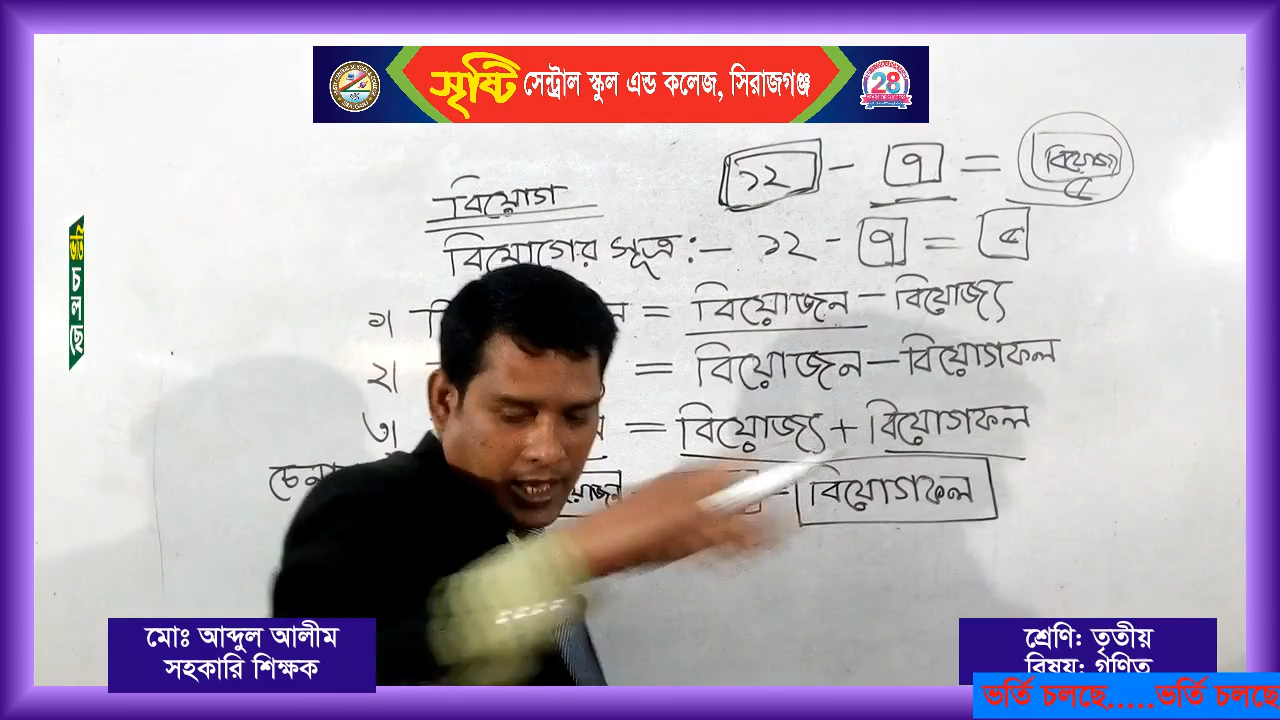 সৃষ্টি সেন্ট্রাল স্কুল এন্ড কলেজ, সিরাজগঞ্জ
28
ভর্তি চলছে
১২ - ৭ = বিয়োজ্য ৫
বিয়োগ
বিয়োগের সূত্র :- ১২ - ৭ = ৫
১। = বিয়োজন - বিয়োজ্য
২। = বিয়োজন - বিয়োগফল
৩। = বিয়োজ্য + বিয়োগফল
= বিয়োগফল
মোঃ আব্দুল আলীম
সহকারি শিক্ষক
শ্রেণি: তৃতীয়
বিষয়: গণিত
ভর্তি চলছে.....ভর্তি চলছে